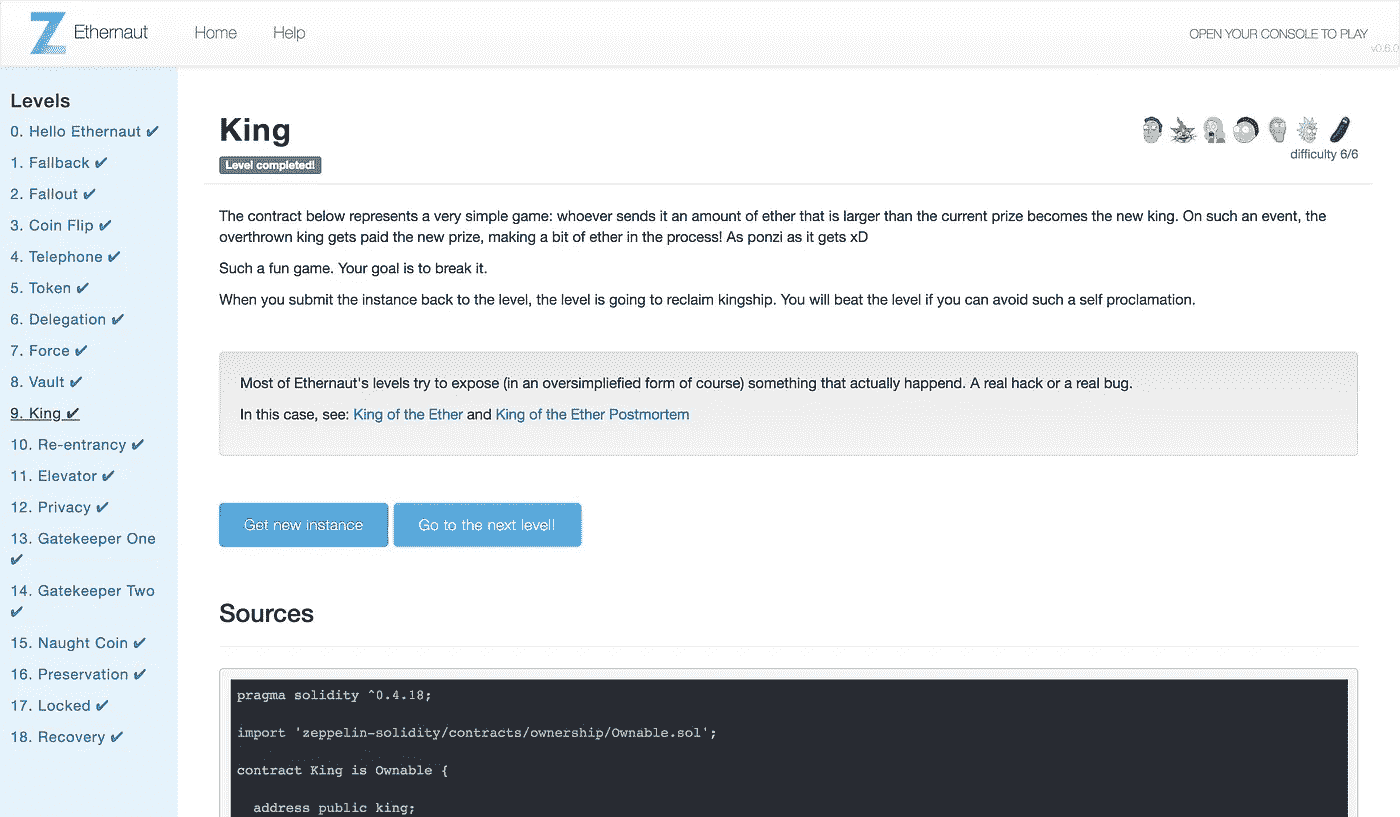 Ethernaut
Home
Help
OPEN YOUR CONSOLE TO PLAY
v0.6.0
Levels
0. Hello Ethernaut ✔
1. Fallback ✔
2. Fallout ✔
3. Coin Flip ✔
4. Telephone ✔
5. Token ✔
6. Delegation ✔
7. Force ✔
8. Vault ✔
9. King ✔
10. Re-entrancy ✔
11. Elevator ✔
12. Privacy ✔
13. Gatekeeper One
✔
14. Gatekeeper Two
✔
15. Naught Coin ✔
16. Preservation ✔
17. Locked ✔
18. Recovery ✔
King
Level completed!
difficulty 6/6
The contract below represents a very simple game: whoever sends it an amount of ether that is larger than the current prize becomes the new king. On such an event, the
overthrown king gets paid the new prize, making a bit of ether in the process! As ponzi as it gets xD
Such a fun game. Your goal is to break it.
When you submit the instance back to the level, the level is going to reclaim kingship. You will beat the level if you can avoid such a self proclamation.
Most of Ethernaut's levels try to expose (in an oversimpliefied form of course) something that actually happend. A real hack or a real bug.
In this case, see: King of the Ether and King of the Ether Postmortem
Get new instance
Go to the next level!
Sources
pragma solidity ^0.4.18;
import 'zeppelin-solidity/contracts/ownership/Ownable.sol';
contract King is Ownable {
address public king;